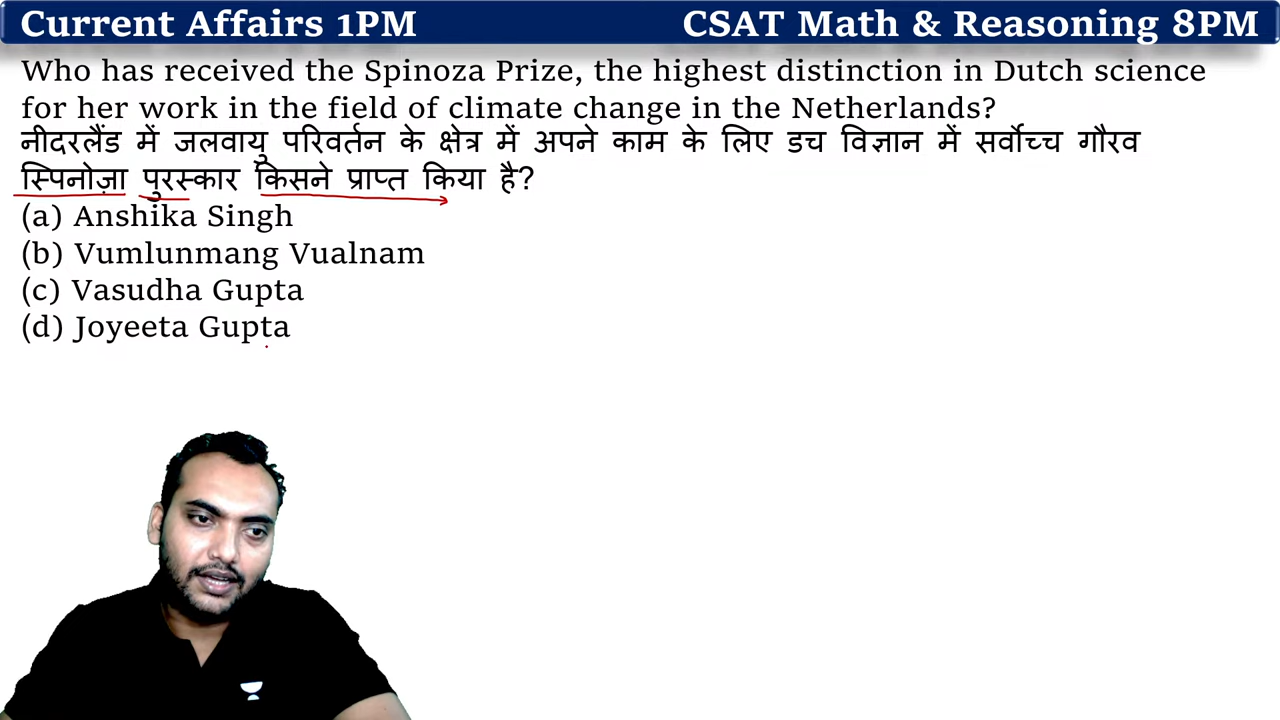 Current Affairs 1PM
CSAT Math & Reasoning 8PM
Who has received the Spinoza Prize, the highest distinction in Dutch science
for her work in the field of climate change in the Netherlands?
नीदरलैंड में जलवायु परिवर्तन के क्षेत्र में अपने काम के लिए डच विज्ञान में सर्वोच्च गौरव
स्पिनोज़ा पुरस्कार किसने प्राप्त किया है?
(a) Anshika Singh
(b) Vumlunmang Vualnam
(c) Vasudha Gupta
(d) Joyeeta Gupta